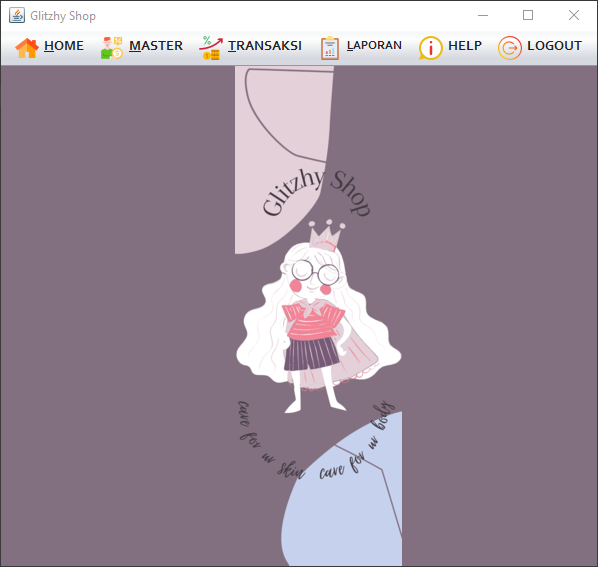 Glitzhy Shop
HOME MASTER TRANSAKSI LAPORAN HELP LOGOUT
Glitzhy Shop
care for ur skin care for ur body